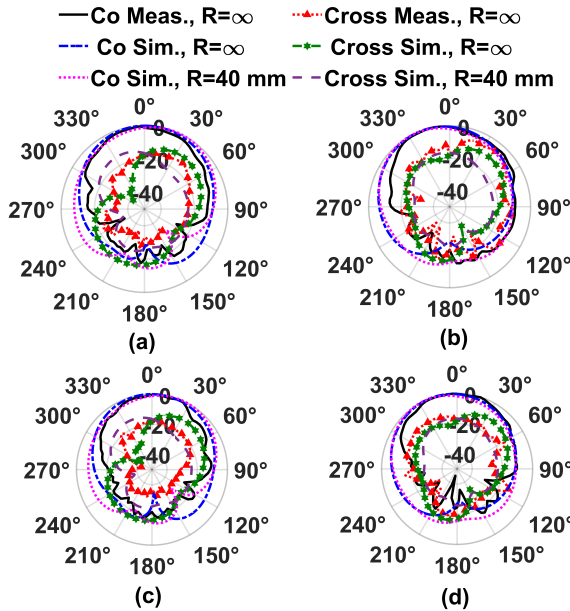 Co Meas., R=∞ Cross Meas., R=∞
Co Sim., R=∞ Cross Sim., R=∞
Co Sim., R=40 mm Cross Sim., R=40 mm
0° 0°
330° 0 30° 330° 0 30°
300° -20 60° 300° -20 60°
-40 -40
270° 90° 270° 90°
240° 120° 240° 120°
210° 150° 210° 150°
180° 180°
(a) (b)
0° 0°
330° 0 30° 330° 0 30°
300° -20 60° 300° -20 60°
-40 -40
270° 90° 270° 90°
240° 120° 240° 120°
210° 150° 210° 150°
180° 180°
(c) (d)